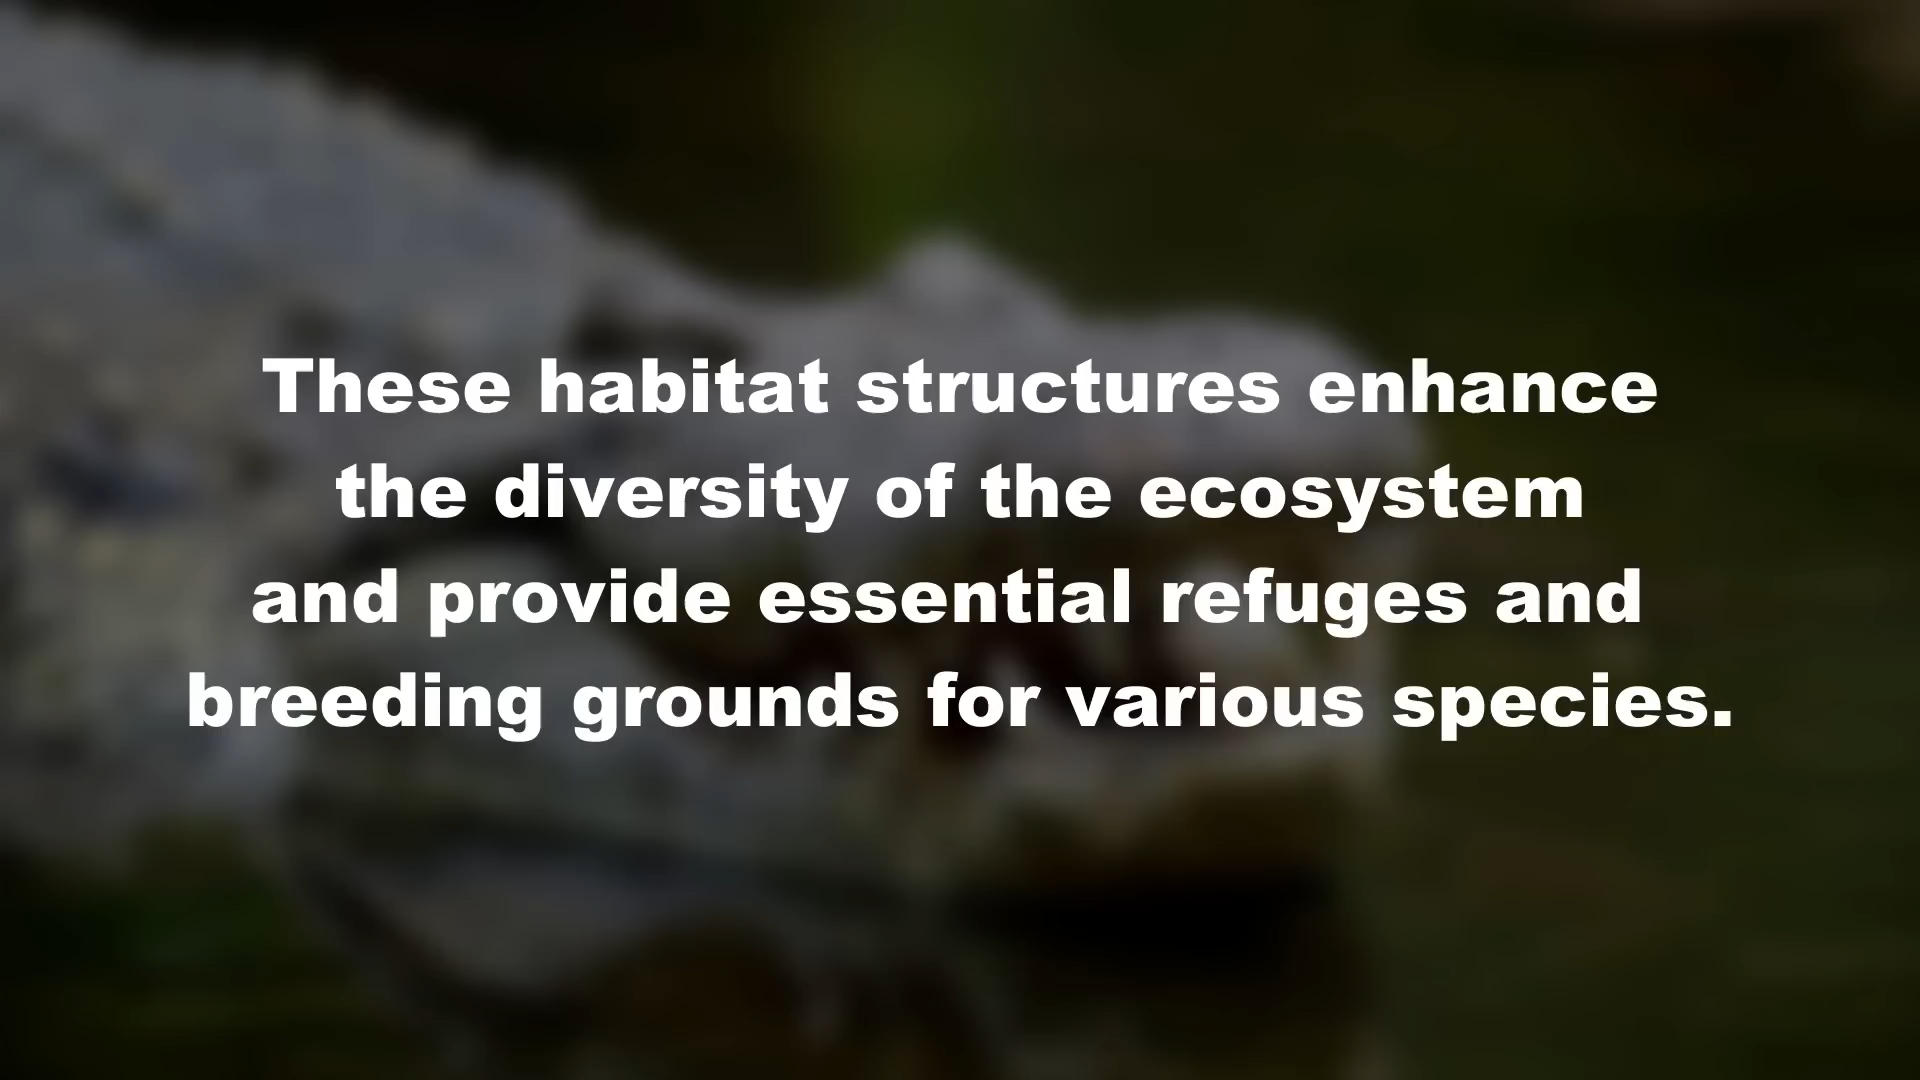 These habitat structures enhance
the diversity of the ecosystem
and provide essential refuges and
breeding grounds for various species.